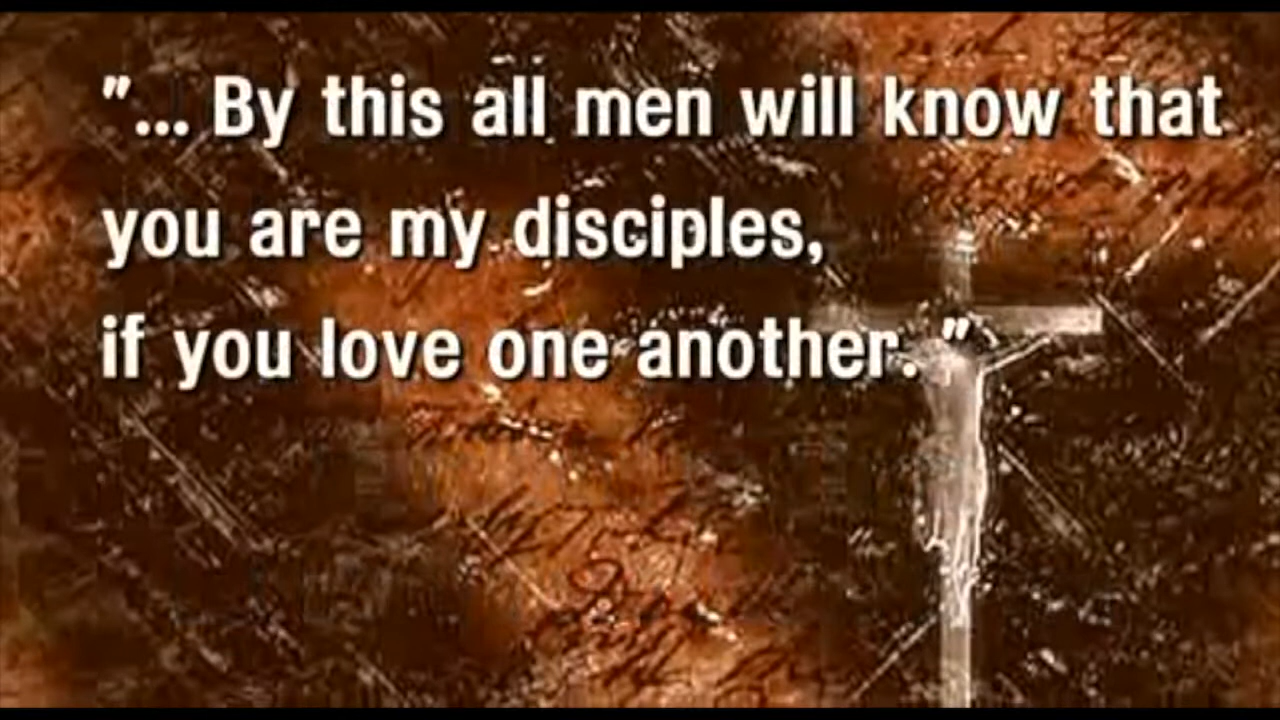 "... By this all men will know that
you are my disciples,
if you love one another. "